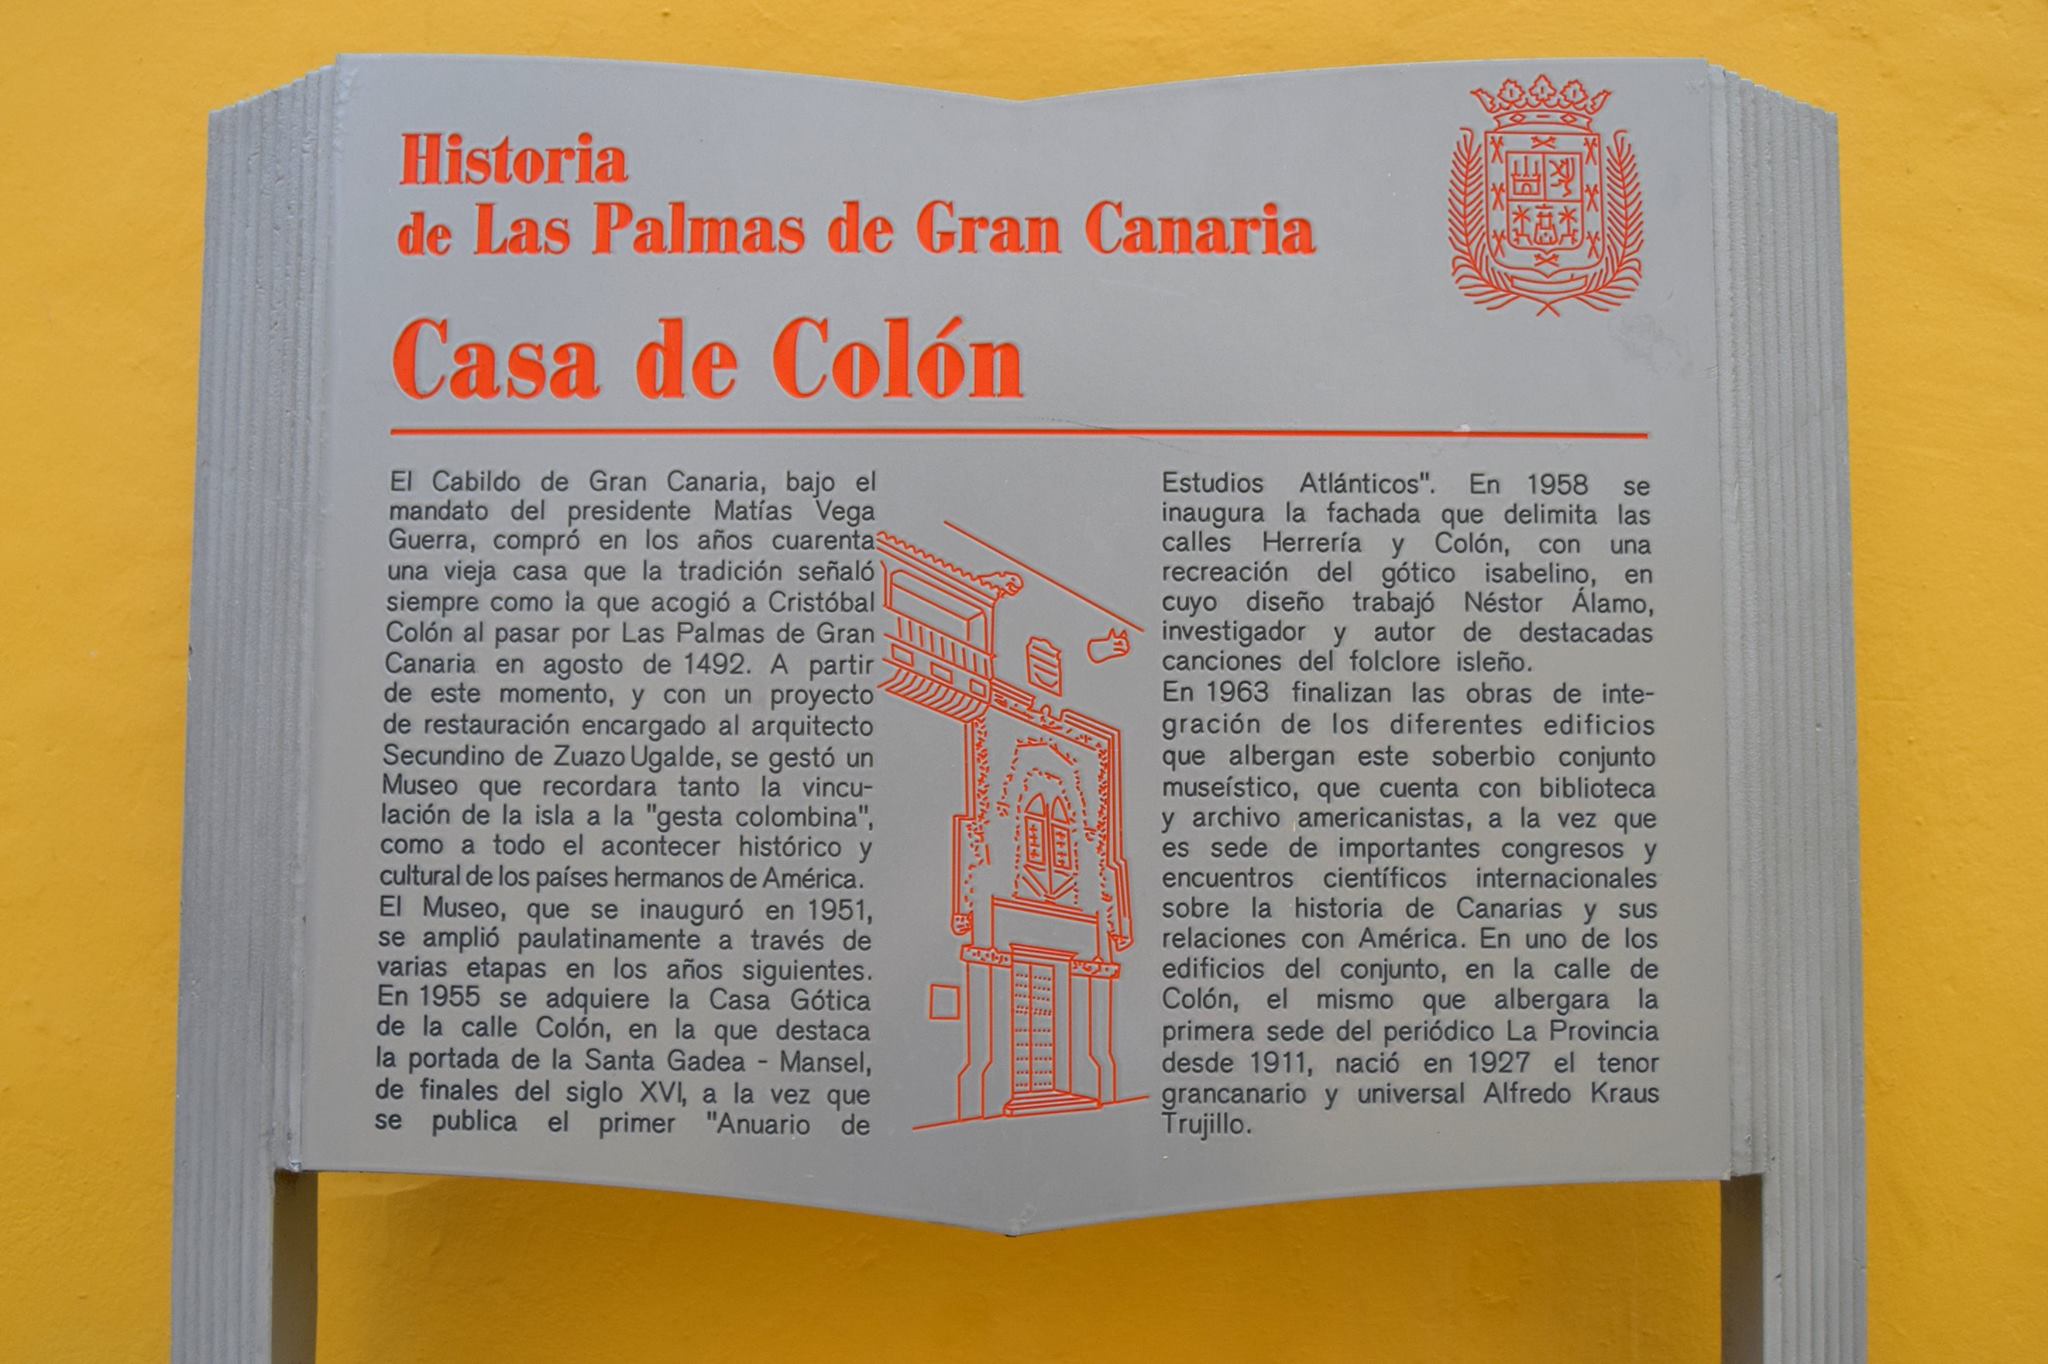 Historia
de Las Palmas de Gran Canaria
Casa de Colón
El Cabildo de Gran Canaria, bajo el
mandato del presidente Matías Vega
Guerra, compró en los años cuarenta
una vieja casa que la tradición señaló
siempre como la que acogió a Cristóbal
Colón al pasar por Las Palmas de Gran
Canaria en agosto de 1492. A partir
de este momento, y con un proyecto
de restauración encargado al arquitecto
Secundino de Zuazo Ugalde, se gestó un
Museo que recordara tanto la vincu-
lación de la isla a la "gesta colombina",
como a todo el acontecer histórico y
cultural de los países hermanos de América.
El Museo, que se inauguró en 1951,
se amplió paulatinamente a través de
varias etapas en los años siguientes.
En 1955 se adquiere la Casa Gótica
de la calle Colón, en la que destaca
la portada de la Santa Gadea - Mansel,
de finales del siglo XVI, a la vez que
se publica el primer "Anuario de
Estudios Atlánticos". En 1958 se
inaugura la fachada que delimita las
calles Herrería y Colón, con una
recreación del gótico isabelino, en
cuyo diseño trabajó Néstor Álamo,
investigador y autor de destacadas
canciones del folclore isleño.
En 1963 finalizan las obras de inte-
gración de los diferentes edificios
que albergan este soberbio conjunto
museístico, que cuenta con biblioteca
y archivo americanistas, a la vez que
es sede de importantes congresos y
encuentros científicos internacionales
sobre la historia de Canarias y sus
relaciones con América. En uno de los
edificios del conjunto, en la calle de
Colón, el mismo que albergara la
primera sede del periódico La Provincia
desde 1911, nació en 1927 el tenor
grancanario y universal Alfredo Kraus
Trujillo.